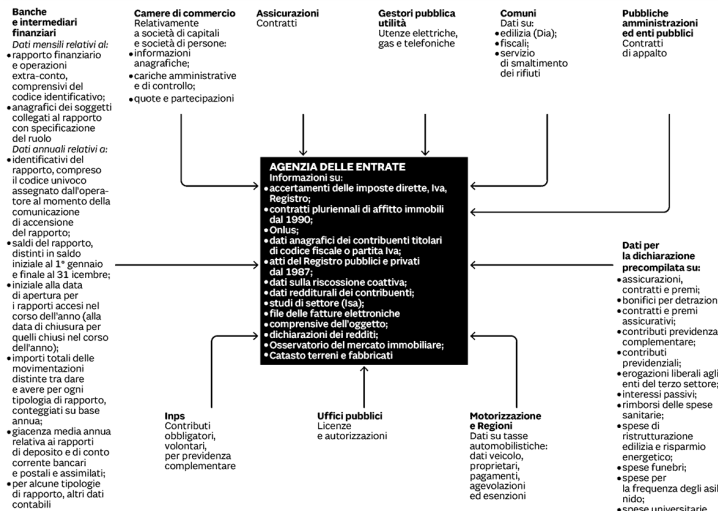 Banche
e intermediari
finanziari
Dati mensili relativi al:
•rapporto finanziario
e operazioni
extra-conto,
comprensivi del
codice identificativo;
•anagrafici dei soggetti
collegati al rapporto
con specificazione
del ruolo
Dati annuali relativi a:
•identificativi del
rapporto, compreso
il codice univoco
assegnato dall'opera-
tore al momento della
comunicazione
di accensione
del rapporto;
•saldi del rapporto,
distinti in saldo
iniziale al 1° gennaio
e finale al 31 icembre;
•iniziale alla data
di apertura per
i rapporti accesi nel
corso dell'anno (alla
data di chiusura per
quelli chiusi nel corso
dell'anno);
•importi totali delle
movimentazioni
distinte tra dare
e avere per ogni
tipologia di rapporto,
conteggiati su base
annua;
•giacenza media annua
relativa ai rapporti
di deposito e di conto
corrente bancari
e postali e assimilati;
•per alcune tipologie
di rapporto, altri dati
contabili
Camere di commercio
Relativamente
a società di capitali
e società di persone:
•informazioni
anagrafiche;
•cariche amministrative
e di controllo;
•quote e partecipazioni
Assicurazioni
Contratti
Gestori pubblica
utilità
Utenze elettriche,
gas e telefoniche
Comuni
Dati su:
•edilizia (Dia);
•fiscali;
•servizio
di smaltimento
dei rifiuti
Pubbliche
amministrazioni
ed enti pubblici
Contratti
di appalto
AGENZIA DELLE ENTRATE
Informazioni su:
•accertamenti delle imposte dirette, Iva,
Registro;
•contratti pluriennali di affitto immobili
dal 1990;
•Onlus;
•dati anagrafici dei contribuenti titolari
di codice fiscale o partita Iva;
•atti del Registro pubblici e privati
dal 1987;
•dati sulla riscossione coattiva;
•dati reddituralI dei contribuenti;
•studi di settore (Isa);
•file delle fatture elettroniche
•comprensive dell'oggetto;
•dichiarazioni dei redditi;
•Osservatorio del mercato immobiliare;
•Catasto terreni e fabbricati
Inps
Contributi
obbligatori,
volontari,
per previdenza
complementare
Uffici pubblici
Licenze
e autorizzazioni
Motorizzazione
e Regioni
Dati su tasse
automobilistiche:
dati veicolo,
proprietari,
pagamenti,
agevolazioni
ed esenzioni
Dati per
la dichiarazione
precompilata su:
•assicurazioni,
contratti e premi;
•bonifici per detrazion
•contratti e premi
assicurativi;
•contributi previdenza
complementare;
•contributi
previdenziali;
•erogazioni liberali agli
enti del terzo settore;
•interessi passivi;
•rimborsi delle spese
sanitarie;
•spese di
ristrutturazione
edilizia e risparmio
energetico;
•spese funebri;
•spese per
la frequenza degli asil
nido;
•spese universitarie